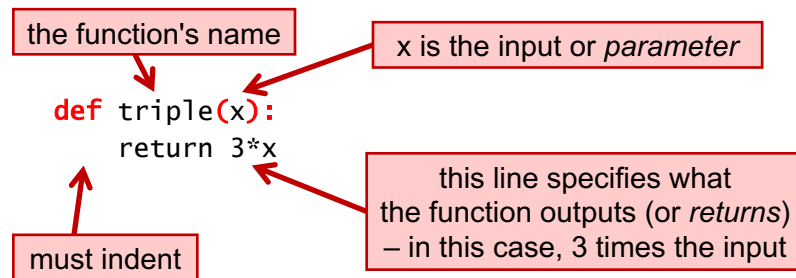 the function's name
x is the input or parameter
def triple(x):
return 3*x
this line specifies what
the function outputs (or returns)
– in this case, 3 times the input
must indent